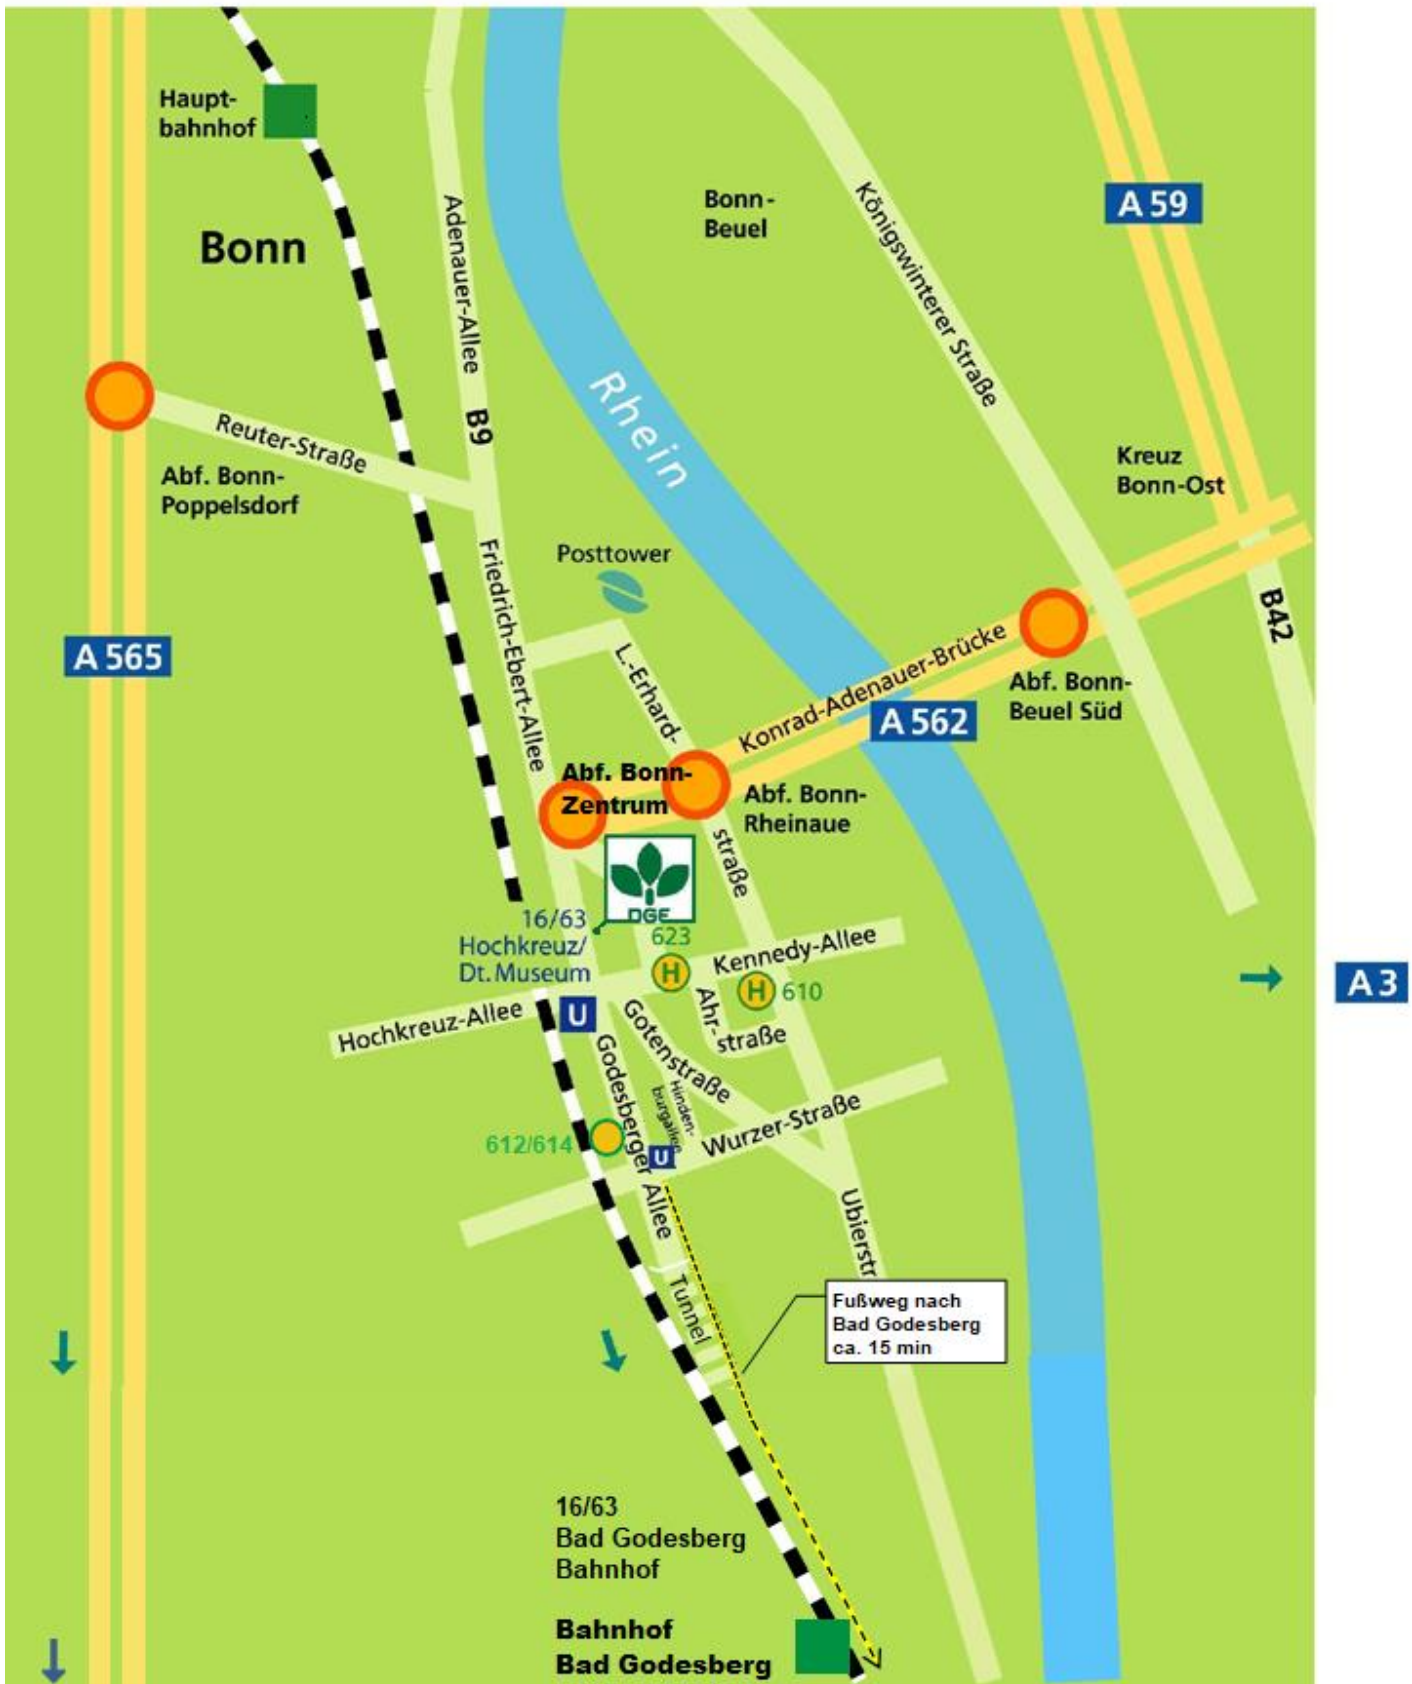 Haupt-
bahnhof
Bonn
Adenauer-Allee
B9
Bonn-
Beuel
Königswinterer Straße
A 59
Rhein
Reuter-Straße
Abf. Bonn-
Poppelsdorf
Kreuz
Bonn-Ost
Posttower
Friedrich-Ebert-Allee
B42
A 565
L.-Erhard-
straße
Konrad-Adenauer-Brücke
Abf. Bonn-
Beuel Süd
A 562
Abf. Bonn-
Zentrum
Abf. Bonn-
Rheinaue
DGE
16/63
Hochkreuz/
Dt. Museum
623
H
Kennedy-Allee
H
610
A 3
Hochkreuz-Allee
U
Ahr-
straße
Gotenstraße
Godesberger Allee
Hinden-
burgallee
Wurzer-Straße
612/614
U
Ubierstr
Tunnel
Fußweg nach
Bad Godesberg
ca. 15 min
16/63
Bad Godesberg
Bahnhof
Bahnhof
Bad Godesberg